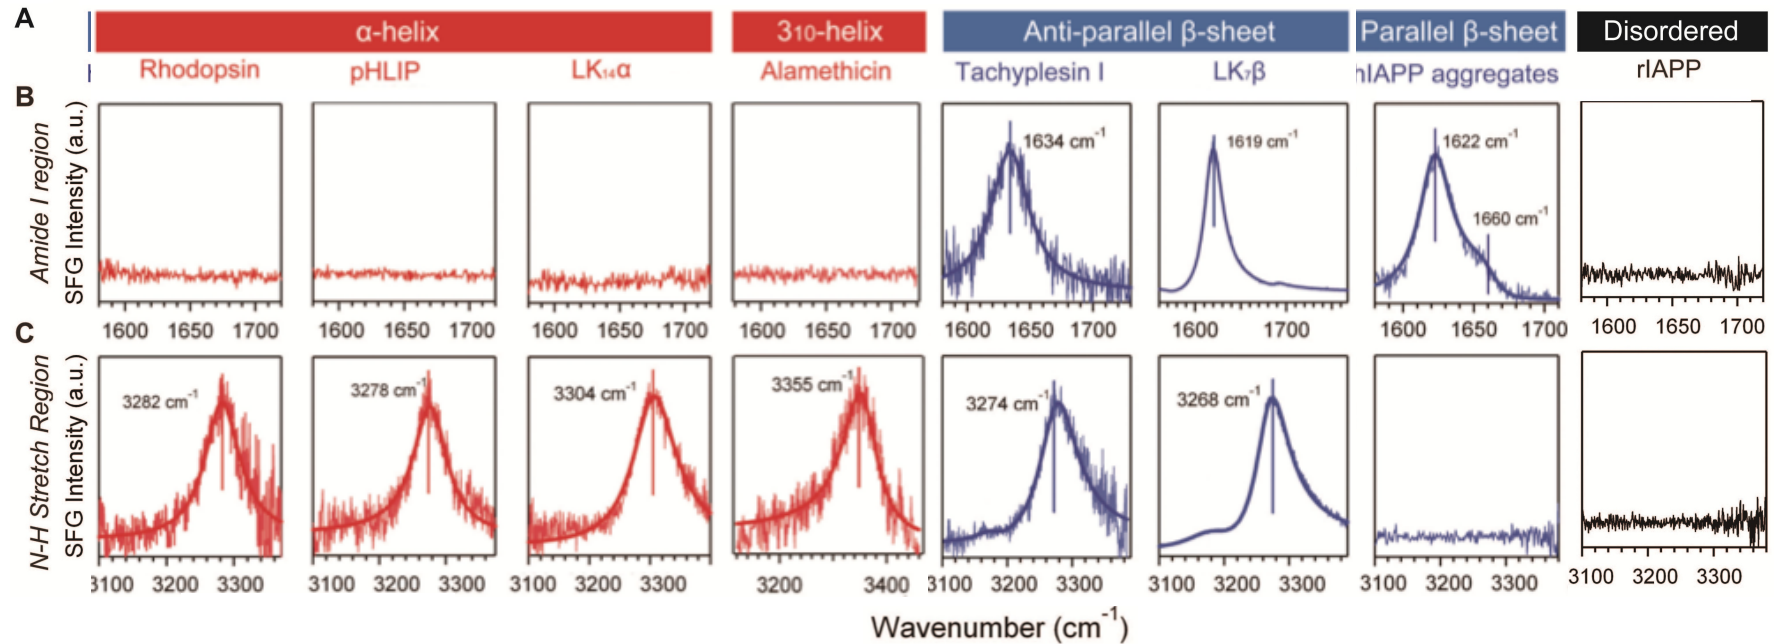 A
α-helix 3₁₀-helix Anti-parallel β-sheet Parallel β-sheet Disordered
Rhodopsin pHLIP LK₁₄α Alamethicin Tachyplesin I LK₇β hIAPP aggregates rIAPP
B
Amide I region
SFG Intensity (a.u.)
1634 cm⁻¹ 1619 cm⁻¹ 1622 cm⁻¹
1660 cm⁻¹
1600 1700 1600 1700 1600 1700 1600 1700 1600 1700 1600 1700 1600 1650 1700 1600 1650 1700
C
N-H Stretch Region
SFG Intensity (a.u.)
3282 cm⁻¹ 3278 cm⁻¹ 3304 cm⁻¹ 3355 cm⁻¹ 3274 cm⁻¹ 3268 cm⁻¹
3100 3200 3300 3100 3200 3300 3100 3200 3300 3200 3400 3100 3200 3300 3100 3200 3300 3100 3200 3300 3100 3200 3300
Wavenumber (cm⁻¹)